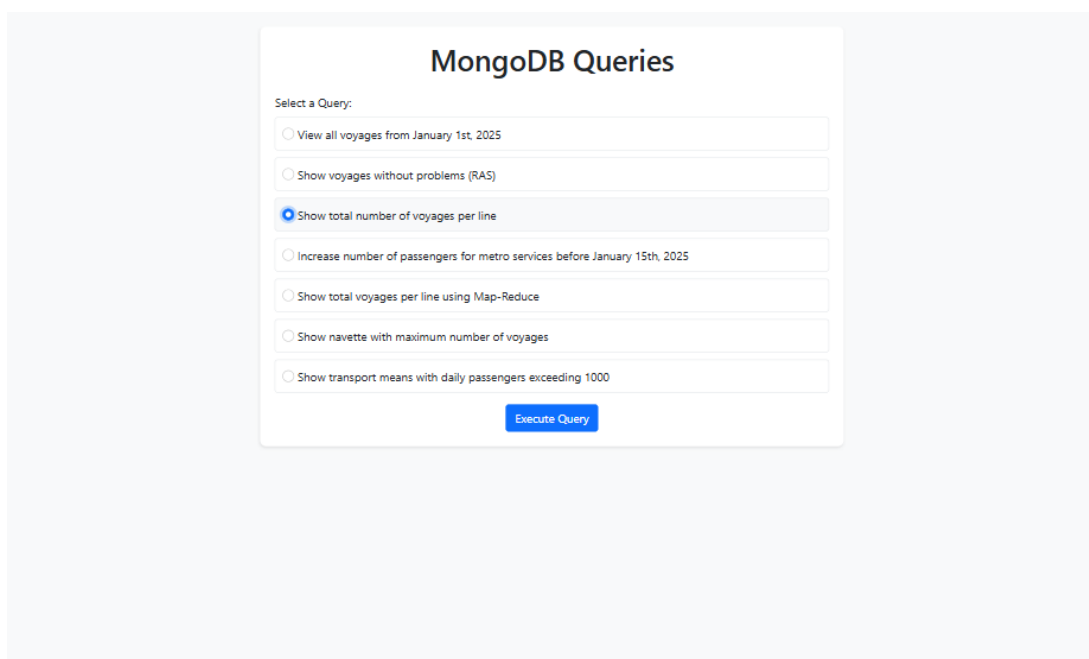 MongoDB Queries
Select a Query:
View all voyages from January 1st, 2025
Show voyages without problems (RAS)
Show total number of voyages per line
Increase number of passengers for metro services before January 15th, 2025
Show total voyages per line using Map-Reduce
Show navette with maximum number of voyages
Show transport means with daily passengers exceeding 1000
Execute Query